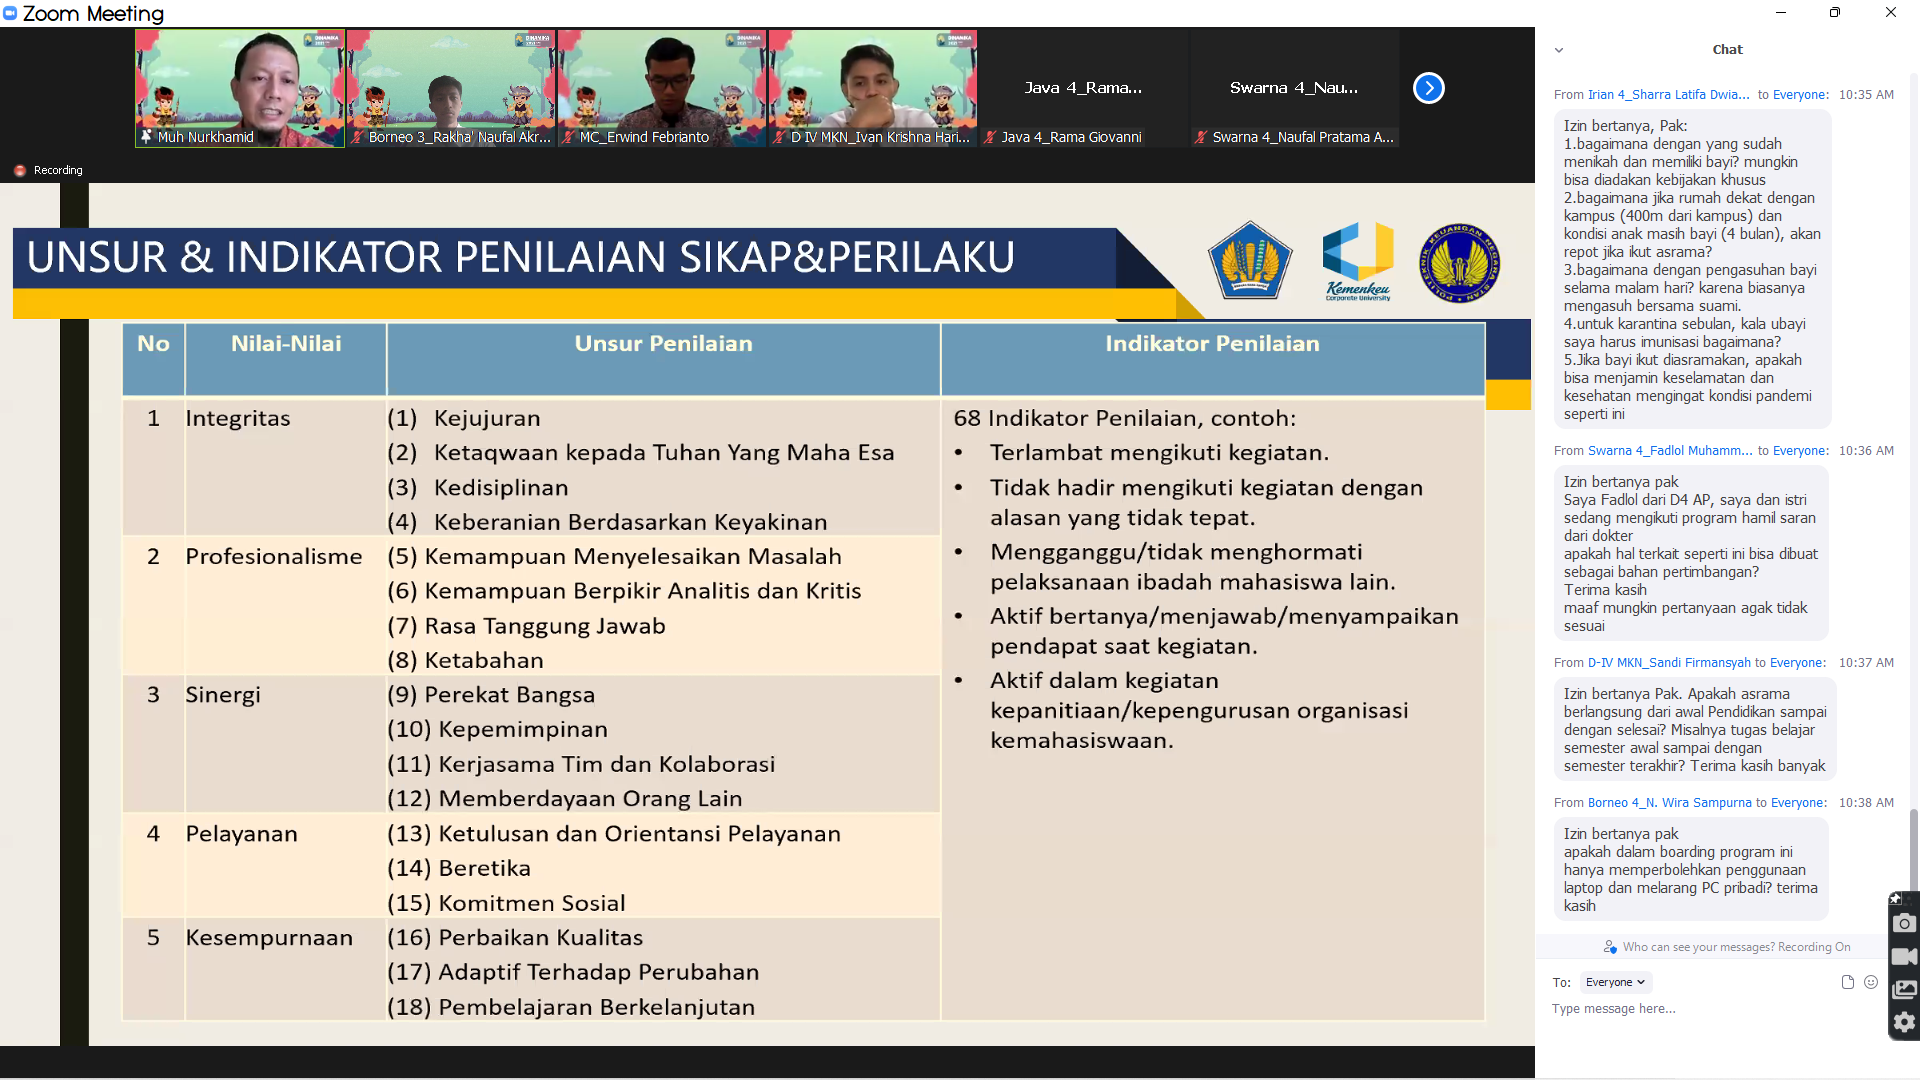 Zoom Meeting
Muh Nurkhamid
Borneo 3_Rakha' Naufal Akr...
MC_Erwind Febrianto
D IV MKN_Ivan Krishna Hari...
Java 4_Rama...
Java 4_Rama Giovanni
Swarna 4_Nau...
Swarna 4_Naufal Pratama A...
Recording
UNSUR & INDIKATOR PENILAIAN SIKAP&PERILAKU
Kemenkeu
Corporate University
POLITEKNIK KEUANGAN NEGARA STAN
No
Nilai-Nilai
Unsur Penilaian
Indikator Penilaian
1
Integritas
(1) Kejujuran
(2) Ketaqwaan kepada Tuhan Yang Maha Esa
(3) Kedisiplinan
(4) Keberanian Berdasarkan Keyakinan
2
Profesionalisme
(5) Kemampuan Menyelesaikan Masalah
(6) Kemampuan Berpikir Analitis dan Kritis
(7) Rasa Tanggung Jawab
(8) Ketabahan
3
Sinergi
(9) Perekat Bangsa
(10) Kepemimpinan
(11) Kerjasama Tim dan Kolaborasi
(12) Memberdayaan Orang Lain
4
Pelayanan
(13) Ketulusan dan Orientansi Pelayanan
(14) Beretika
(15) Komitmen Sosial
5
Kesempurnaan
(16) Perbaikan Kualitas
(17) Adaptif Terhadap Perubahan
(18) Pembelajaran Berkelanjutan
68 Indikator Penilaian, contoh:
• Terlambat mengikuti kegiatan.
• Tidak hadir mengikuti kegiatan dengan
alasan yang tidak tepat.
• Mengganggu/tidak menghormati
pelaksanaan ibadah mahasiswa lain.
• Aktif bertanya/menjawab/menyampaikan
pendapat saat kegiatan.
• Aktif dalam kegiatan
kepanitiaan/kepengurusan organisasi
kemahasiswaan.
Chat
From Irian 4_Sharra Latifa Dwia... to Everyone: 10:35 AM
Izin bertanya, Pak:
1.bagaimana dengan yang sudah
menikah dan memiliki bayi? mungkin
bisa diadakan kebijakan khusus
2.bagaimana jika rumah dekat dengan
kampus (400m dari kampus) dan
kondisi anak masih bayi (4 bulan), akan
repot jika ikut asrama?
3.bagaimana dengan pengasuhan bayi
selama malam hari? karena biasanya
mengasuh bersama suami.
4.untuk karantina sebulan, kala ubayi
saya harus imunisasi bagaimana?
5.Jika bayi ikut diasramakan, apakah
bisa menjamin keselamatan dan
kesehatan mengingat kondisi pandemi
seperti ini
From Swarna 4_Fadlol Muhamm... to Everyone: 10:36 AM
Izin bertanya pak
Saya Fadlol dari D4 AP, saya dan istri
sedang mengikuti program hamil saran
dari dokter
apakah hal terkait seperti ini bisa dibuat
sebagai bahan pertimbangan?
Terima kasih
maaf mungkin pertanyaan agak tidak
sesuai
From D-IV MKN_Sandi Firmansyah to Everyone: 10:37 AM
Izin bertanya Pak. Apakah asrama
berlangsung dari awal Pendidikan sampai
dengan selesai? Misalnya tugas belajar
semester awal sampai dengan
semester terakhir? Terima kasih banyak
From Borneo 4_N. Wira Sampurna to Everyone: 10:38 AM
Izin bertanya pak
apakah dalam boarding program ini
hanya memperbolehkan penggunaan
laptop dan melarang PC pribadi? terima
kasih
Who can see your messages? Recording On
To: Everyone
Type message here...